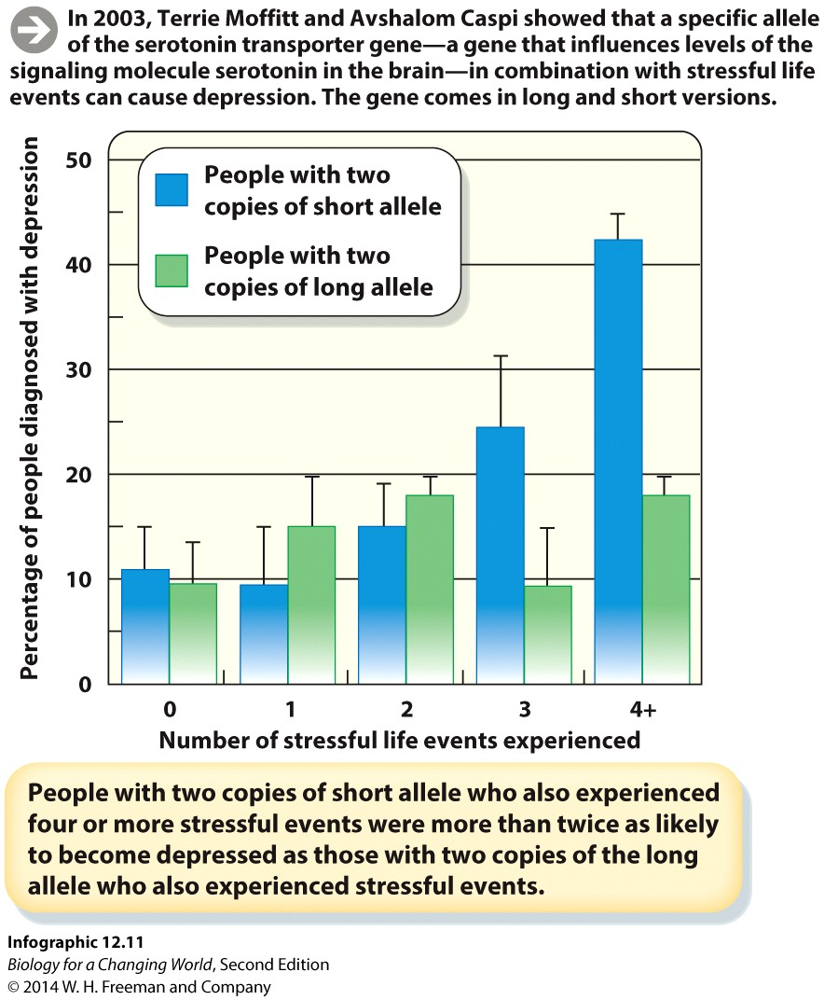 In 2003, Terrie Moffitt and Avshalom Caspi showed that a specific allele
of the serotonin transporter gene—a gene that influences levels of the
signaling molecule serotonin in the brain—in combination with stressful life
events can cause depression. The gene comes in long and short versions.
Percentage of people diagnosed with depression
50
40
30
20
10
0
People with two
copies of short allele
People with two
copies of long allele
0 1 2 3 4+
Number of stressful life events experienced
People with two copies of short allele who also experienced
four or more stressful events were more than twice as likely
to become depressed as those with two copies of the long
allele who also experienced stressful events.
Infographic 12.11
Biology for a Changing World, Second Edition
© 2014 W. H. Freeman and Company